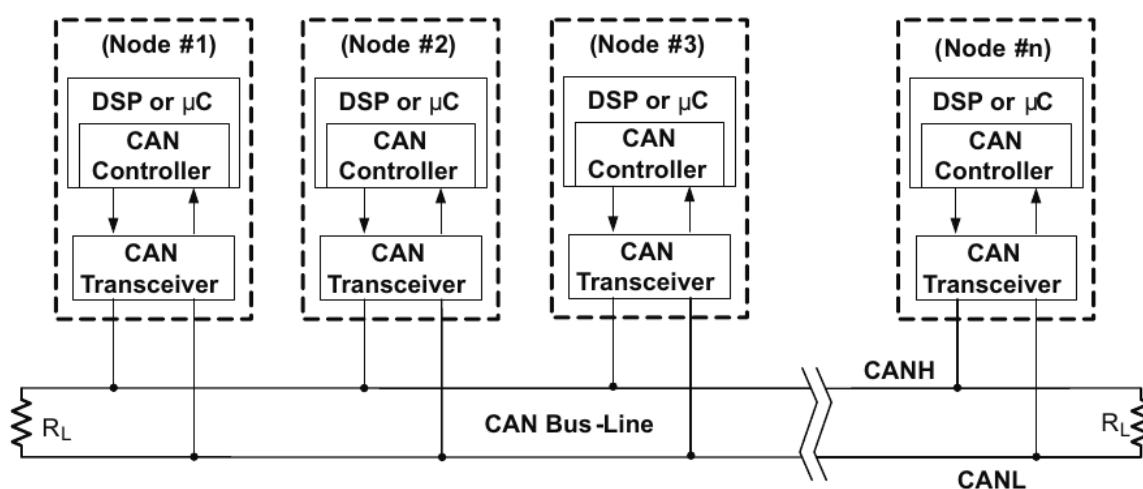 (Node #1)
DSP or µC
CAN
Controller
CAN
Transceiver
(Node #2)
DSP or µC
CAN
Controller
CAN
Transceiver
(Node #3)
DSP or µC
CAN
Controller
CAN
Transceiver
(Node #n)
DSP or µC
CAN
Controller
CAN
Transceiver
CANH
RL
CAN Bus-Line
RL
CANL